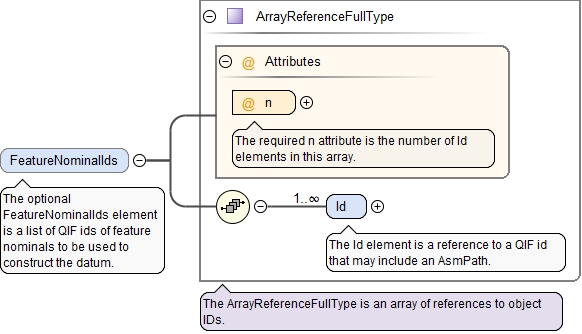 ArrayReferenceFullType
@ Attributes
@ n
The required n attribute is the number of Id
elements in this array.
FeatureNominalIds
The optional
FeatureNominalIds element
is a list of QIF ids of feature
nominals to be used to
construct the datum.
1..∞
Id
The Id element is a reference to a QIF id
that may include an AsmPath.
The ArrayReferenceFullType is an array of references to object
IDs.